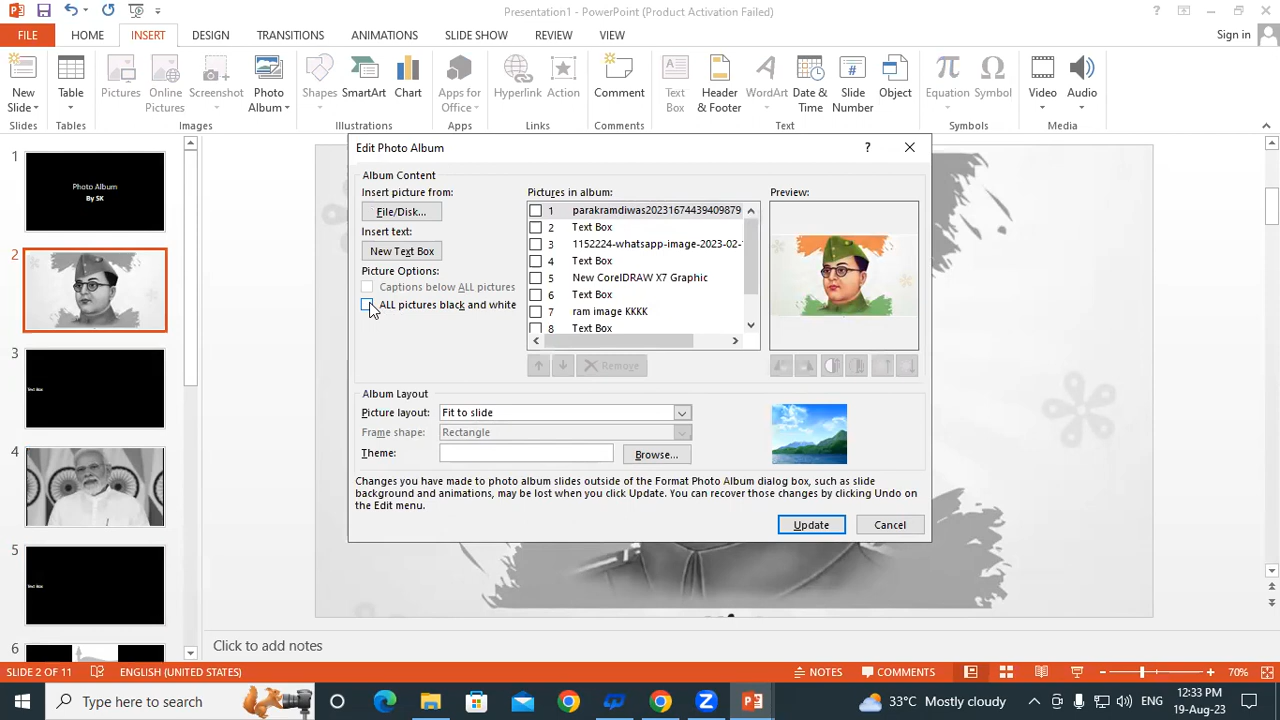 Presentation1 - PowerPoint (Product Activation Failed)
FILE HOME INSERT DESIGN TRANSITIONS ANIMATIONS SLIDE SHOW REVIEW VIEW Sign in
New Slide Table Pictures Online Pictures Screenshot Photo Album Shapes SmartArt Chart Apps for Office Hyperlink Action Comment Text Box Header & Footer WordArt Date & Time Slide Number Object Equation Symbol Video Audio
Slides Tables Images Illustrations Apps Links Comments Text Symbols Media
1
Photo Album
By SK
2
3
Text Box
4
5
Text Box
6
Edit Photo Album
Album Content
Insert picture from:
File/Disk...
Insert text:
New Text Box
Picture Options:
Captions below ALL pictures
ALL pictures black and white
Pictures in album:
1 parakramdiwas20231674439409879
2 Text Box
3 1152224-whatsapp-image-2023-02-
4 Text Box
5 New CorelDRAW X7 Graphic
6 Text Box
7 ram image KKKK
8 Text Box
Remove
Preview:
Album Layout
Picture layout: Fit to slide
Frame shape: Rectangle
Theme:
Browse...
Changes you have made to photo album slides outside of the Format Photo Album dialog box, such as slide
background and animations, may be lost when you click Update. You can recover those changes by clicking Undo on
the Edit menu.
Update Cancel
Click to add notes
SLIDE 2 OF 11 ENGLISH (UNITED STATES) NOTES COMMENTS 70%
Type here to search 33°C Mostly cloudy ENG 12:33 PM
19-Aug-23